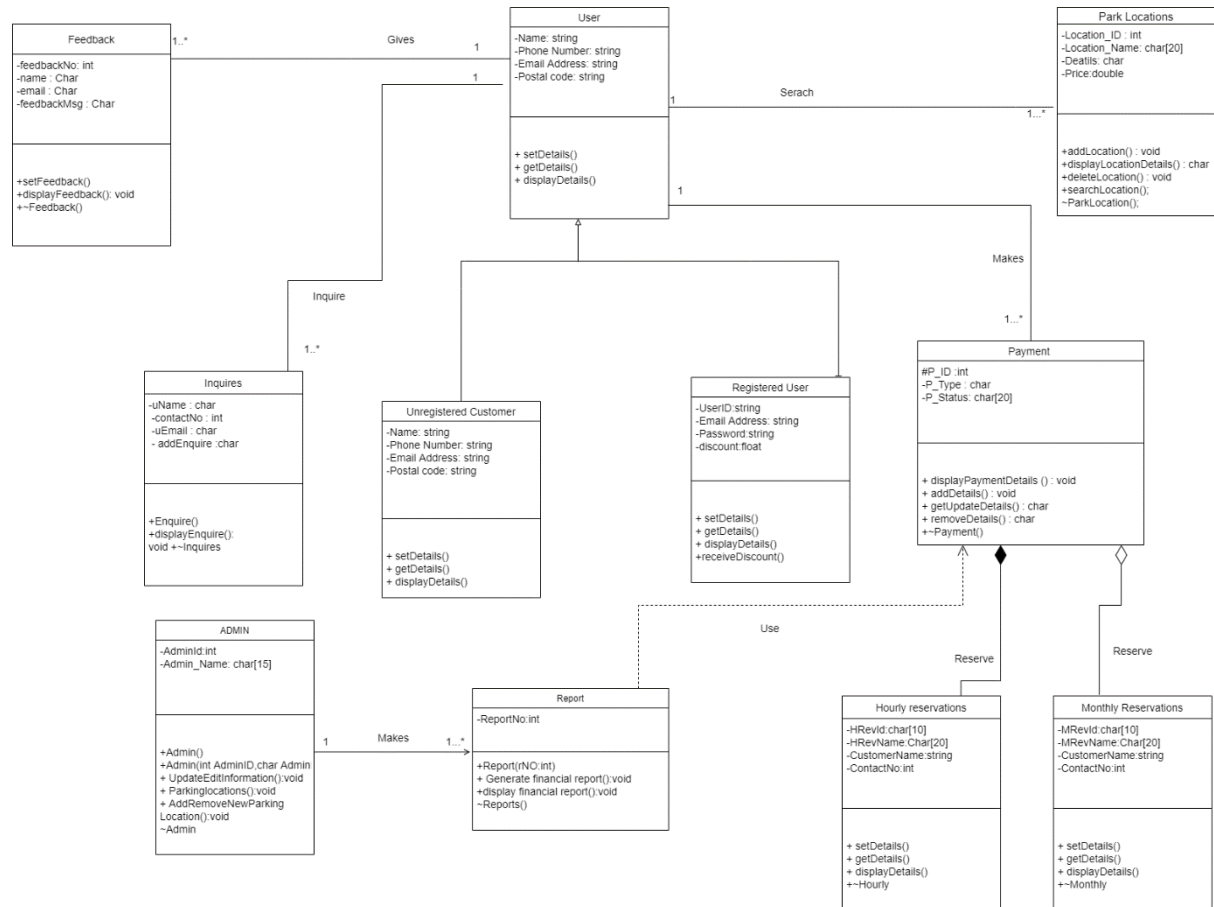 Feedback
-feedbackNo: int
-name : Char
-email : Char
-feedbackMsg : Char
+setFeedback()
+displayFeedback(): void
+~Feedback()
1..*
Gives
1
User
-Name: string
-Phone Number: string
-Email Address: string
-Postal code: string
+ setDetails()
+ getDetails()
+ displayDetails()
1
Inquire
1..*
1
Serach
1...*
Park Locations
-Location_ID : int
-Location_Name: char[20]
-Deatils: char
-Price:double
+addLocation() : void
+displayLocationDetails() : char
+deleteLocation() : void
+searchLocation();
~ParkLocation();
1
Makes
1...*
Inquires
-uName : char
-contactNo : int
-uEmail : char
- addEnquire :char
+Enquire()
+displayEnquire():
void +~Inquires
Unregistered Customer
-Name: string
-Phone Number: string
-Email Address: string
-Postal code: string
+ setDetails()
+ getDetails()
+ displayDetails()
Registered User
-UserID:string
-Email Address: string
-Password:string
-discount:float
+ setDetails()
+ getDetails()
+ displayDetails()
+receiveDiscount()
Payment
#P_ID :int
-P_Type : char
-P_Status: char[20]
+ displayPaymentDetails () : void
+ addDetails() : void
+ getUpdateDetails() : char
+ removeDetails() : char
+~Payment()
Use
Reserve
Reserve
ADMIN
-AdminId:int
-Admin_Name: char[15]
+Admin()
+Admin(int AdminID,char Admin
+ UpdateEditInformation():void
+ Parkinglocations():void
+ AddRemoveNewParking
Location():void
~Admin
1
Makes
1...*
Report
-ReportNo:int
+Report(rNO:int)
+ Generate financial report():void
+display financial report():void
~Reports()
Hourly reservations
-HRevId:char[10]
-HRevName:Char[20]
-CustomerName:string
-ContactNo:int
+ setDetails()
+ getDetails()
+ displayDetails()
+~Hourly
Monthly Reservations
-MRevId:char[10]
-MRevName:Char[20]
-CustomerName:string
-ContactNo:int
+ setDetails()
+ getDetails()
+ displayDetails()
+~Monthly